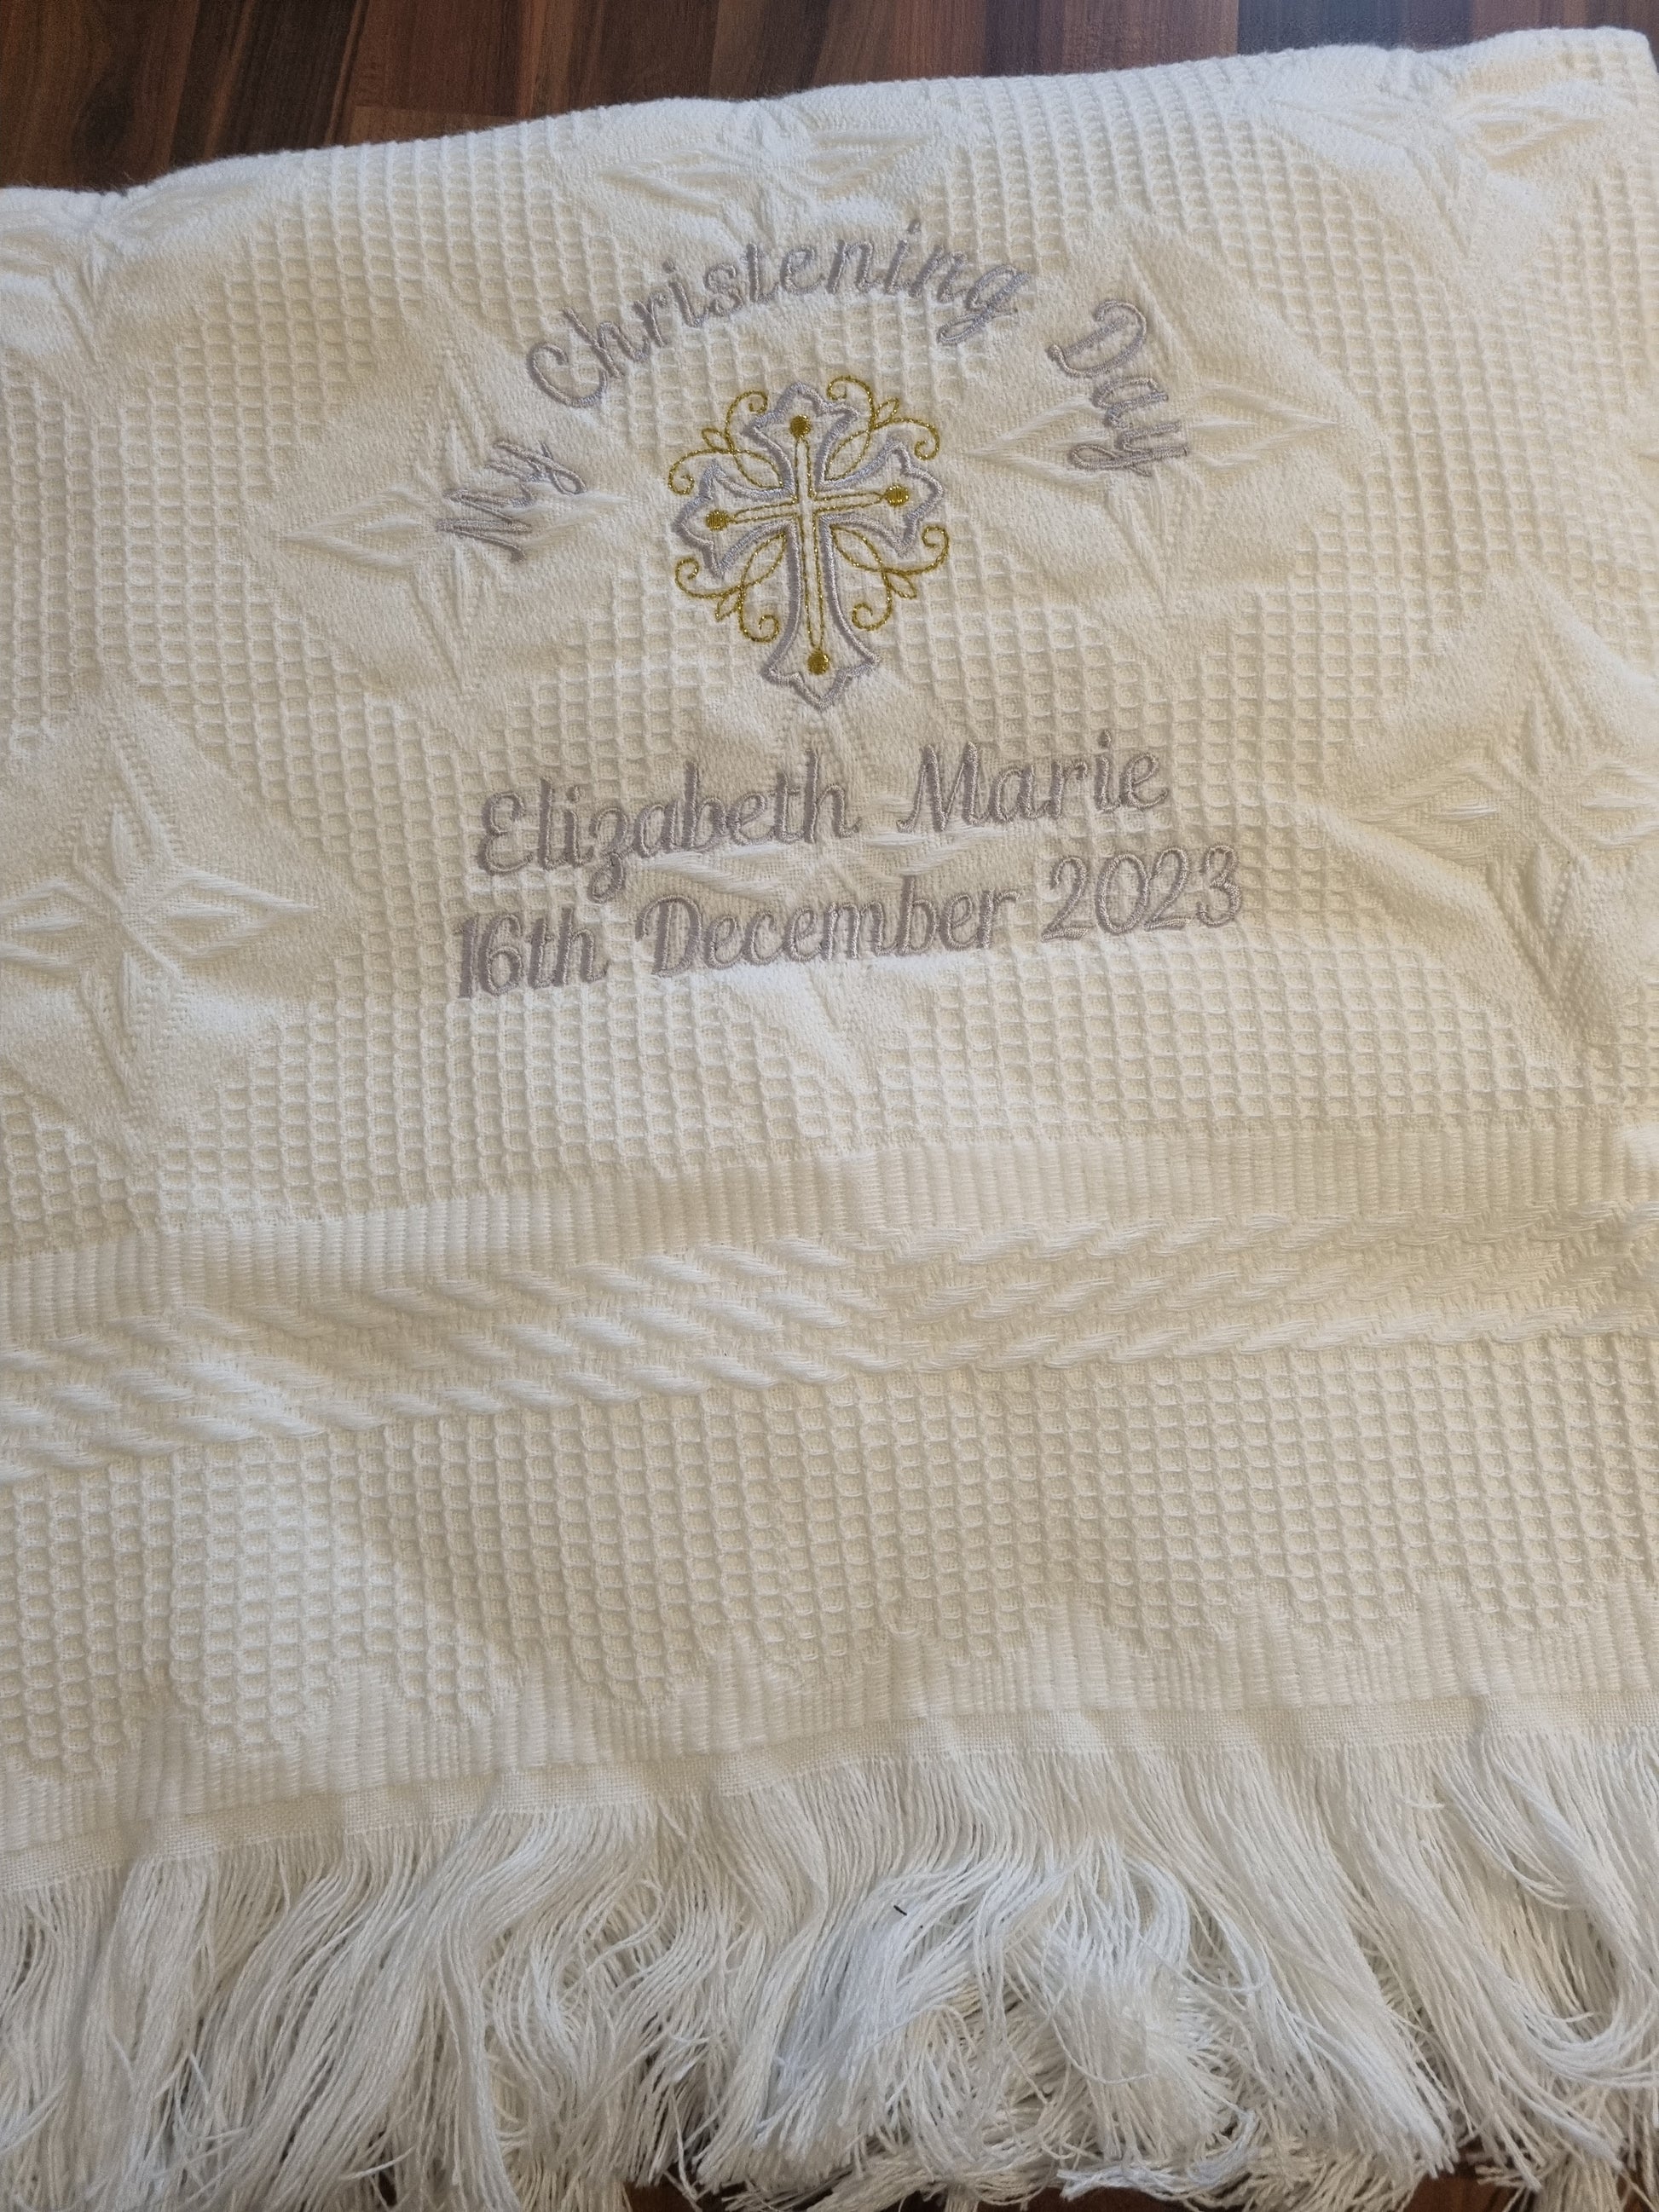 My Christening Day
Elizabeth Marie
16th December 2023